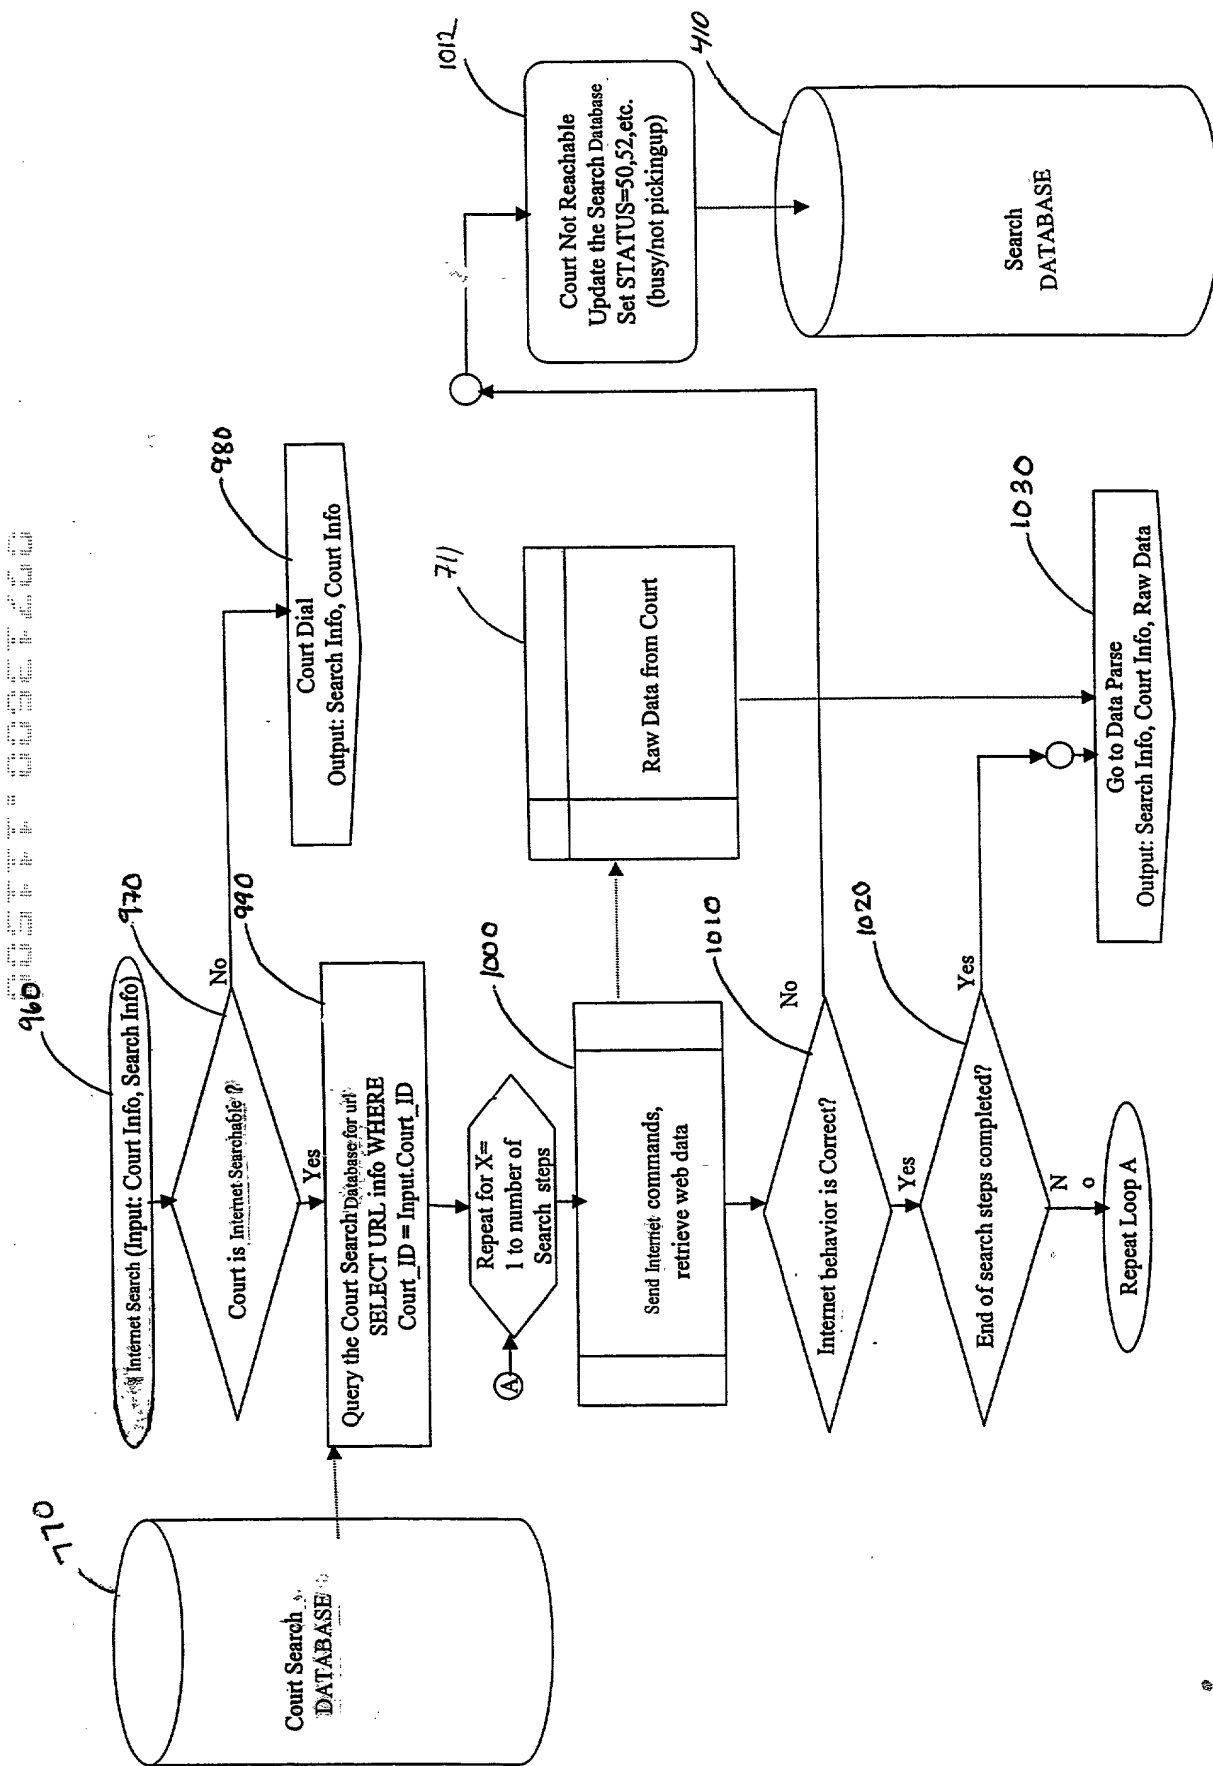 960
Internet Search (Input: Court Info, Search Info)
970
Court is Internet Searchable ?
No
Yes
980
Court Dial
Output: Search Info, Court Info
770
Court Search
DATABASE
990
Query the Court Search Database for url
SELECT URL info WHERE
Court_ID = Input.Court_ID
A
Repeat for X=
1 to number of
Search steps
1000
Send Internet commands,
retrieve web data
711
Raw Data from Court
1010
Internet behavior is Correct?
No
Yes
1012
Court Not Reachable
Update the Search Database
Set STATUS=50,52,etc.
(busy/not pickingup)
410
Search
DATABASE
1020
End of search steps completed?
Yes
N
o
Repeat Loop A
1030
Go to Data Parse
Output: Search Info, Court Info, Raw Data